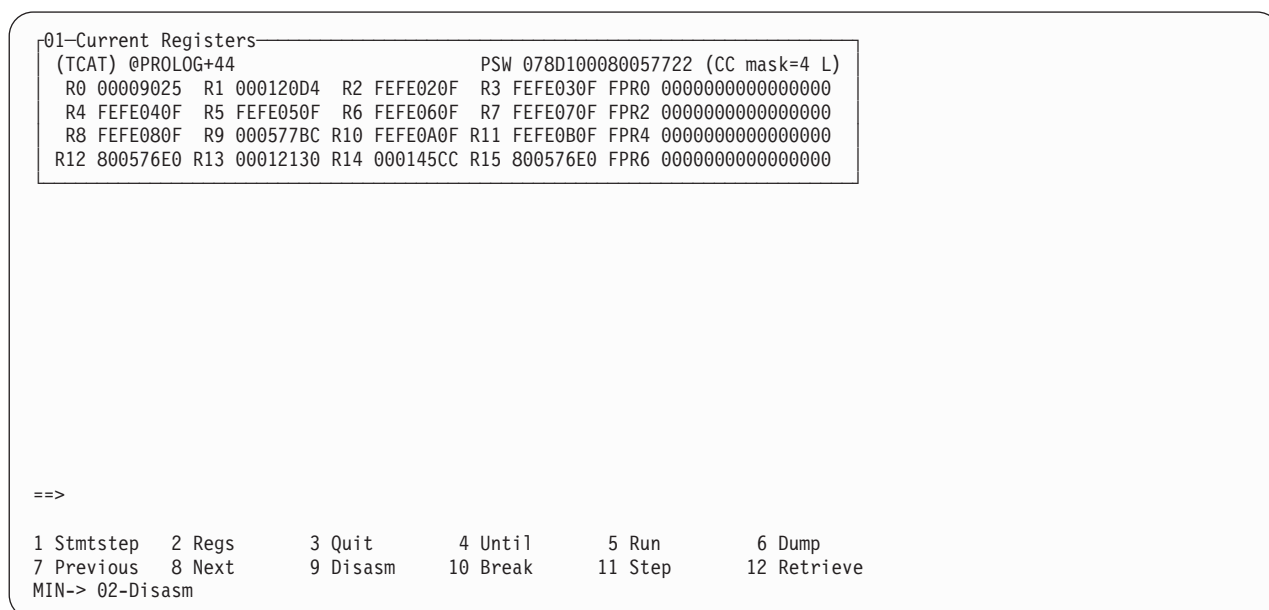 01-Current Registers
(TCAT) @PROLOG+44 PSW 078D100080057722 (CC mask=4 L)
R0 00009025 R1 000120D4 R2 FEFE020F R3 FEFE030F FPR0 0000000000000000
R4 FEFE040F R5 FEFE050F R6 FEFE060F R7 FEFE070F FPR2 0000000000000000
R8 FEFE080F R9 000577BC R10 FEFE0A0F R11 FEFE0B0F FPR4 0000000000000000
R12 800576E0 R13 00012130 R14 000145CC R15 800576E0 FPR6 0000000000000000
==>
1 Stmtstep 2 Regs 3 Quit 4 Until 5 Run 6 Dump
7 Previous 8 Next 9 Disasm 10 Break 11 Step 12 Retrieve
MIN-> 02-Disasm